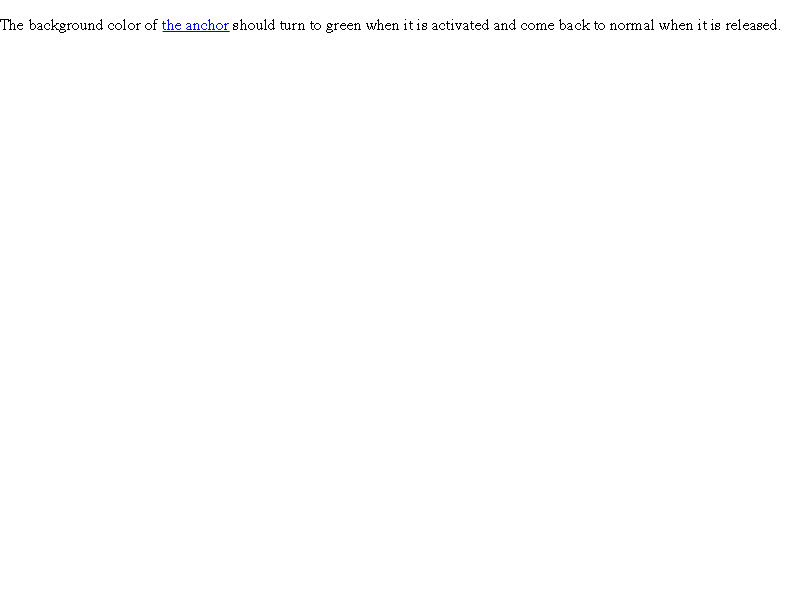 The background color of the anchor should turn to green when it is activated and come back to normal when it is released.